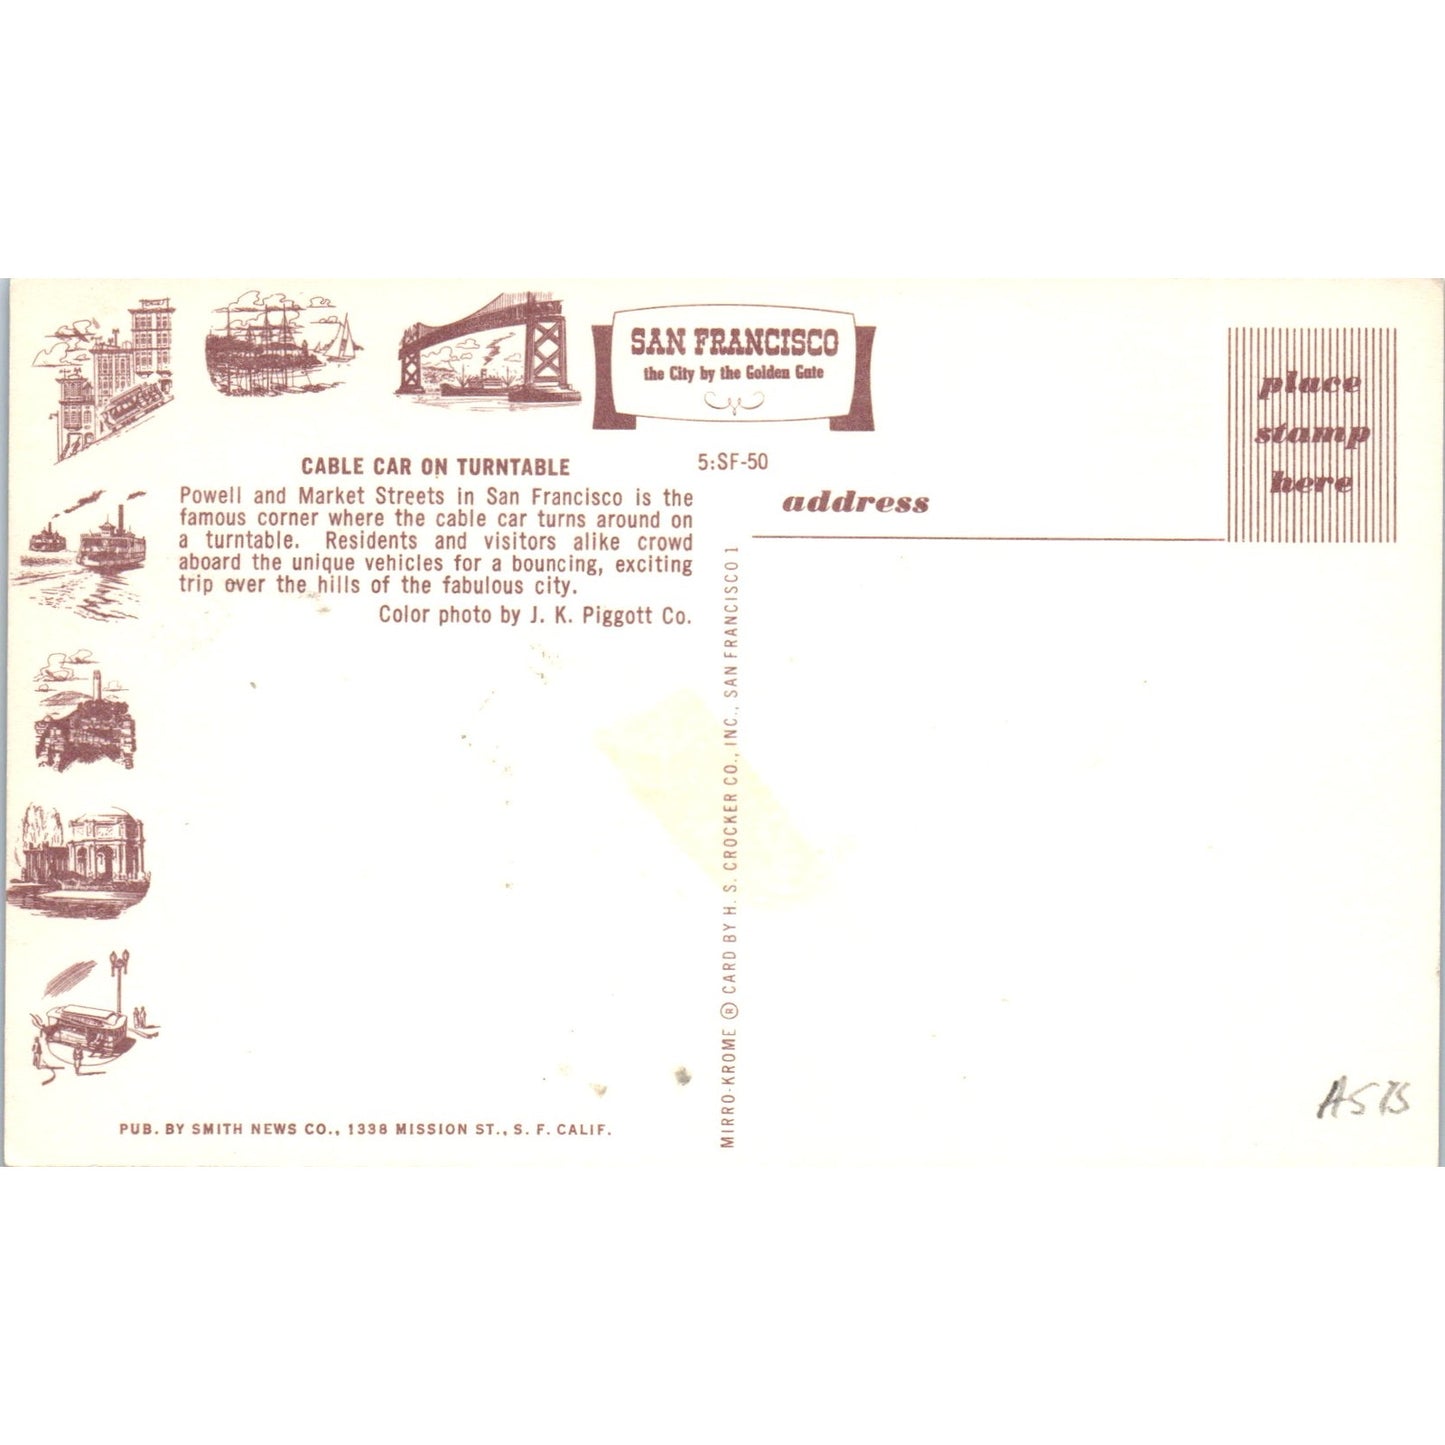 SAN FRANCISCO
the City by the Golden Gate
CABLE CAR ON TURNTABLE
5:SF-50
Powell and Market Streets in San Francisco is the
famous corner where the cable car turns around on
a turntable. Residents and visitors alike crowd
aboard the unique vehicles for a bouncing, exciting
trip over the hills of the fabulous city.
Color photo by J. K. Piggott Co.
place
stamp
here
address
MIRRO-KROME ® CARD BY H. S. CROCKER CO., INC., SAN FRANCISCO 1
PUB. BY SMITH NEWS CO., 1338 MISSION ST., S. F. CALIF.